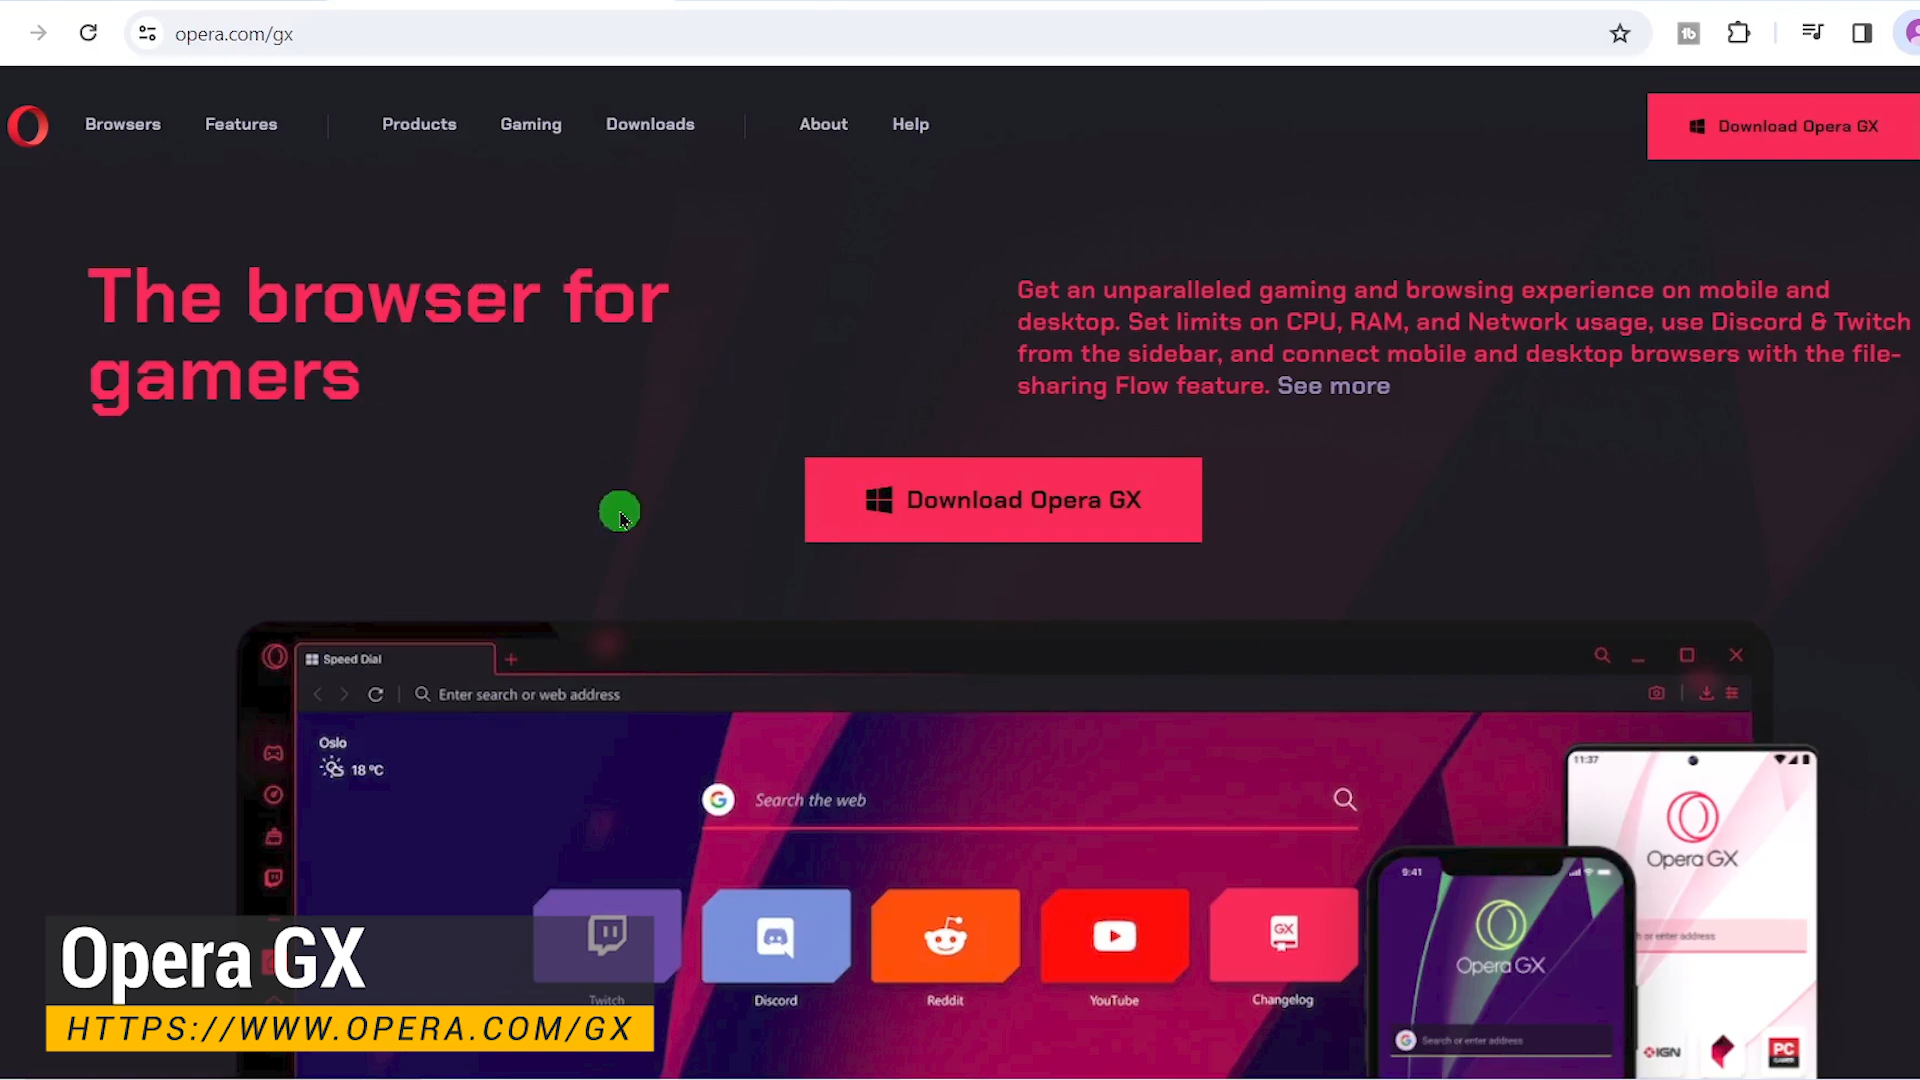 opera.com/gx
Browsers Features Products Gaming Downloads About Help
Download Opera GX
The browser for
gamers
Get an unparalleled gaming and browsing experience on mobile and
desktop. Set limits on CPU, RAM, and Network usage, use Discord & Twitch
from the sidebar, and connect mobile and desktop browsers with the file-
sharing Flow feature. See more
Download Opera GX
Speed Dial
Enter search or web address
Oslo
18 °C
Search the web
GX
Twitch Discord Reddit YouTube Changelog
11:37
Opera GX
h or enter address
9:41
Opera GX
Search or enter address
IGN
PC
GAMER
Opera GX
HTTPS://WWW.OPERA.COM/GX